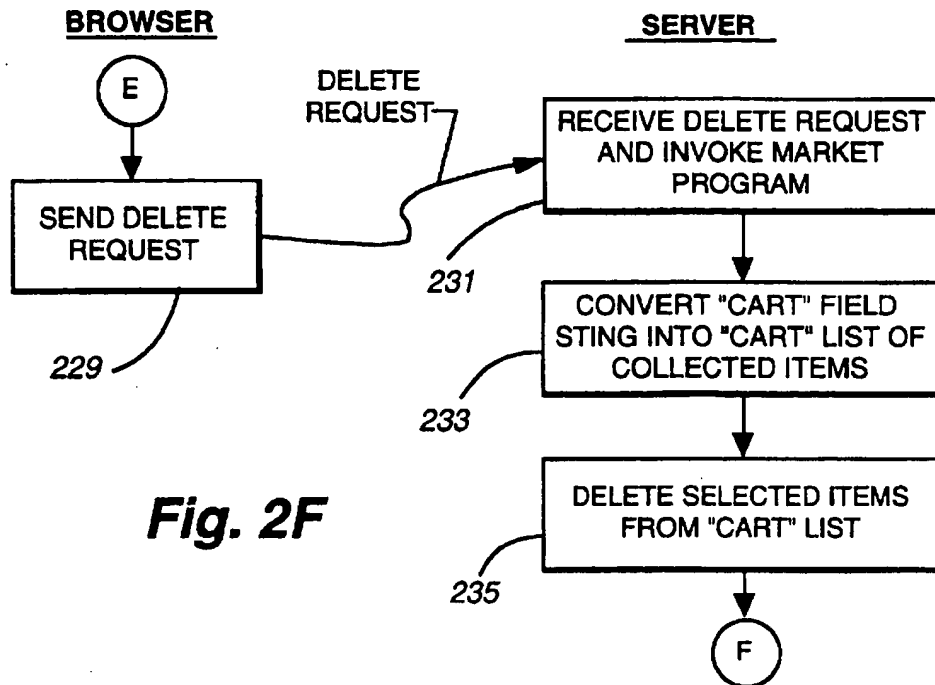 BROWSER
SERVER
E
DELETE
REQUEST
SEND DELETE
REQUEST
229
RECEIVE DELETE REQUEST
AND INVOKE MARKET
PROGRAM
231
CONVERT "CART" FIELD
STING INTO "CART" LIST OF
COLLECTED ITEMS
233
DELETE SELECTED ITEMS
FROM "CART" LIST
235
F
Fig. 2F